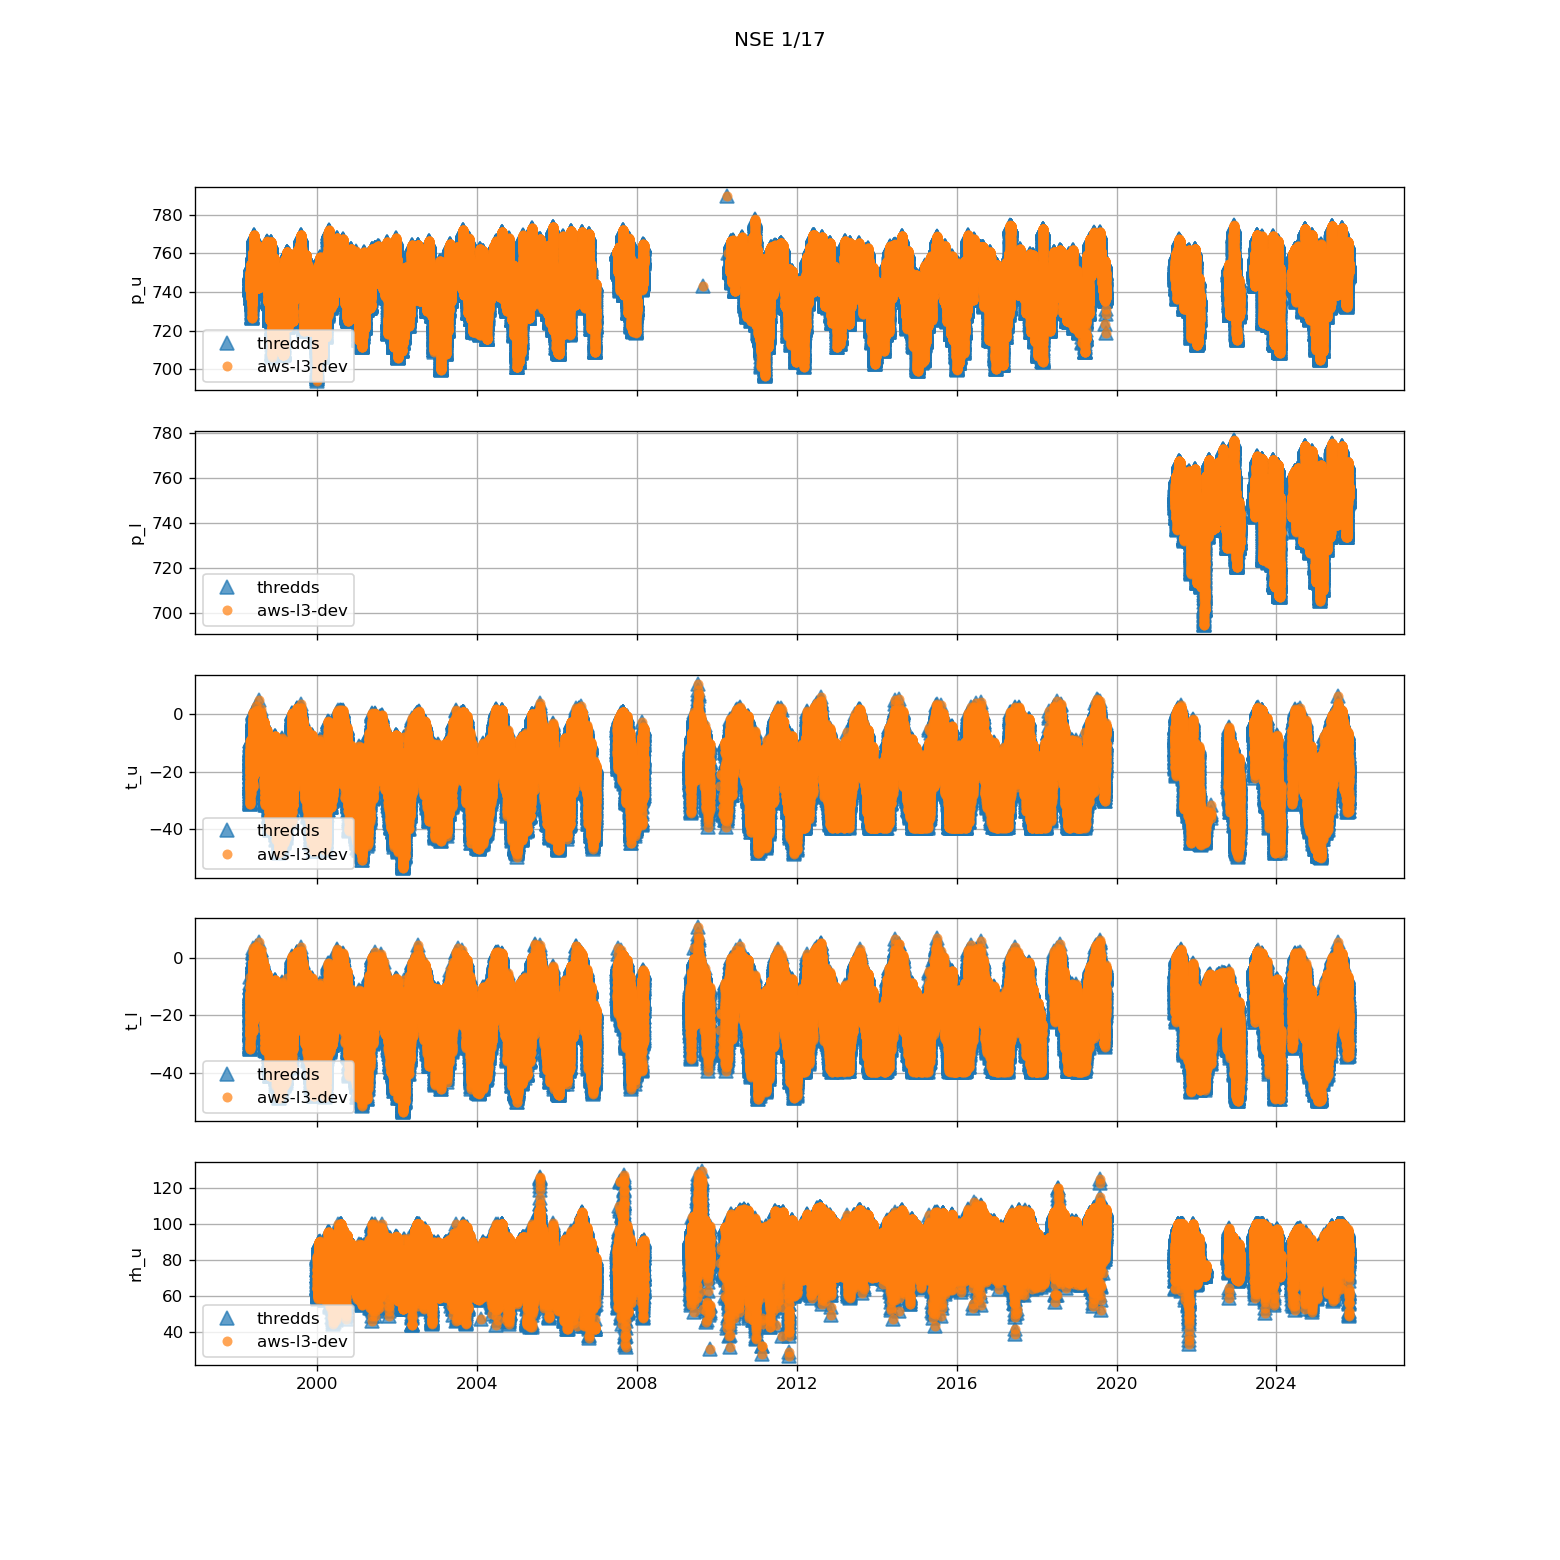 NSE 1/17
780
760
740
720
700
p_u
thredds
aws-l3-dev
780
760
740
720
700
p_l
thredds
aws-l3-dev
0
−20
−40
t_u
thredds
aws-l3-dev
0
−20
−40
t_l
thredds
aws-l3-dev
120
100
80
60
40
rh_u
thredds
aws-l3-dev
2000 2004 2008 2012 2016 2020 2024